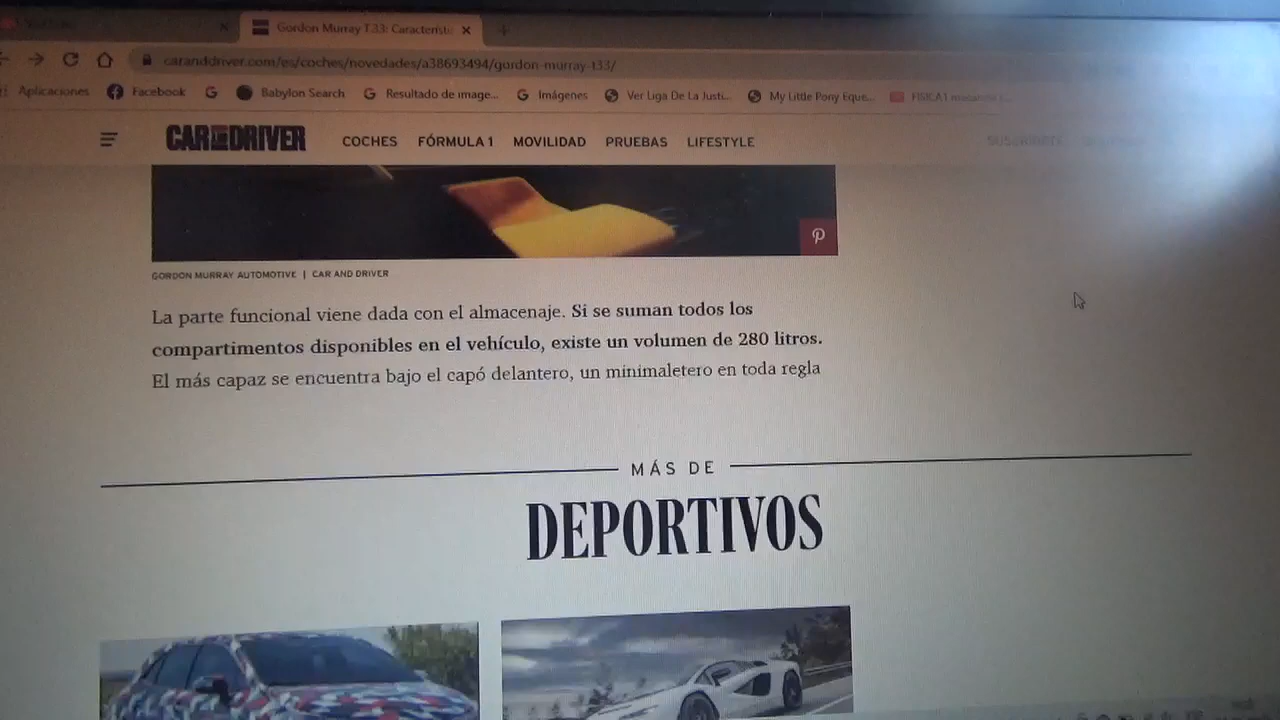 Gordon Murray T.33: Característi
caranddriver.com/es/coches/novedades/a38693494/gordon-murray-t33/
Aplicaciones Facebook Babylon Search Resultado de image... Imágenes Ver Liga De La Justi... My Little Pony Eque... FISICA1
CAR AND DRIVER COCHES FÓRMULA 1 MOVILIDAD PRUEBAS LIFESTYLE
GORDON MURRAY AUTOMOTIVE | CAR AND DRIVER
La parte funcional viene dada con el almacenaje. Si se suman todos los
compartimentos disponibles en el vehículo, existe un volumen de 280 litros.
El más capaz se encuentra bajo el capó delantero, un minimaletero en toda regla
MÁS DE
DEPORTIVOS